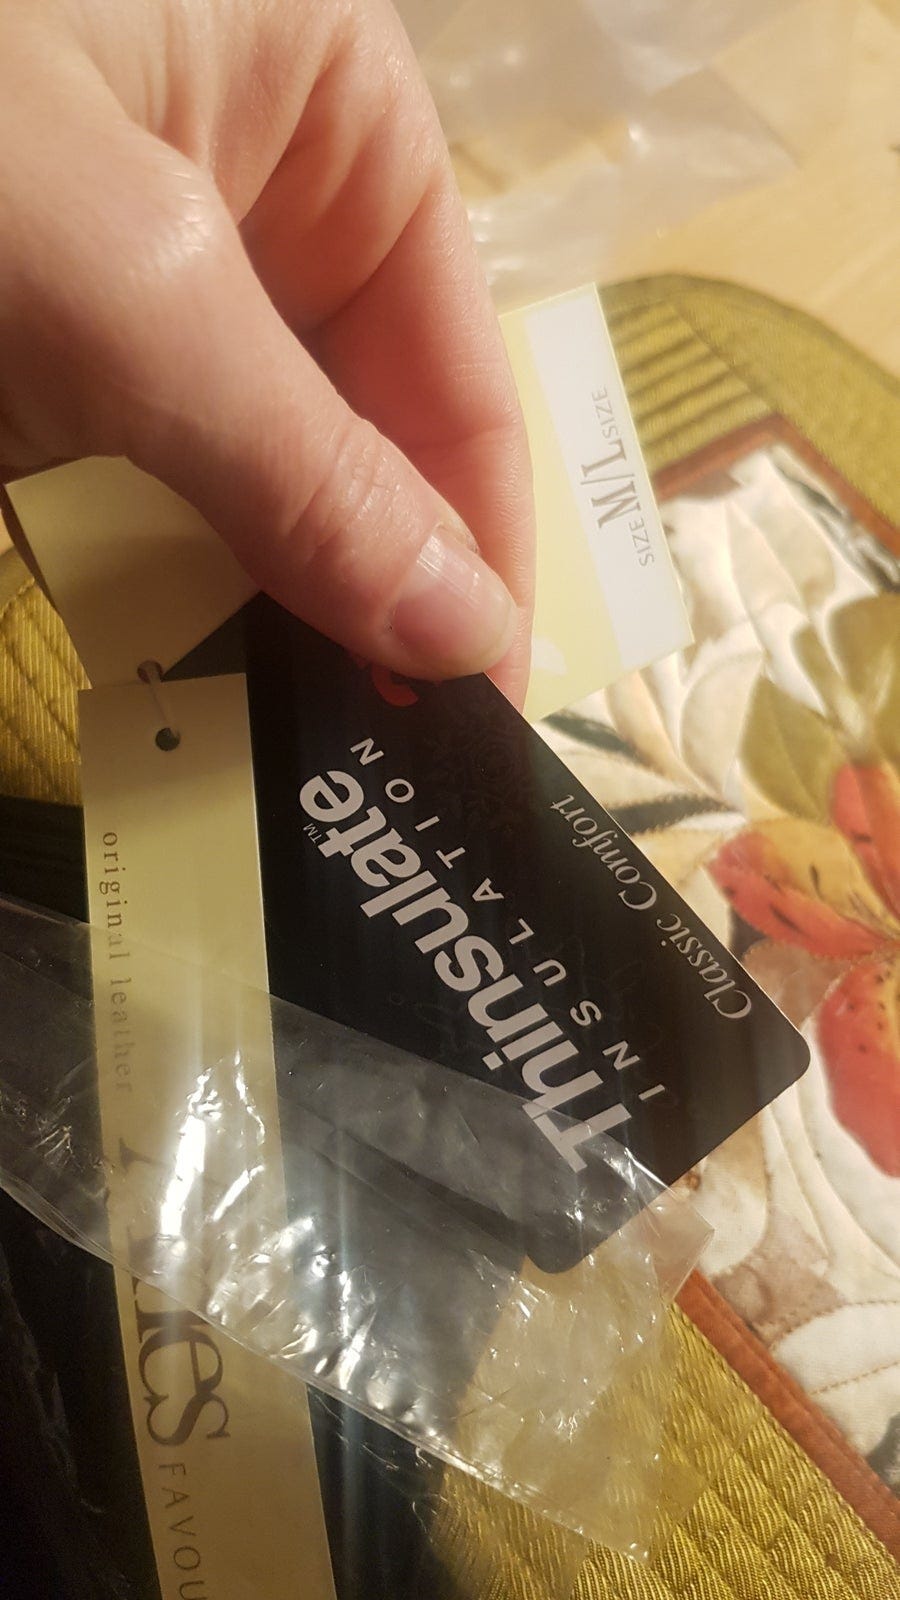 SIZE M/L SIZE
Thinsulate™
INSULATION
Classic Comfort
original leather
FAVOU